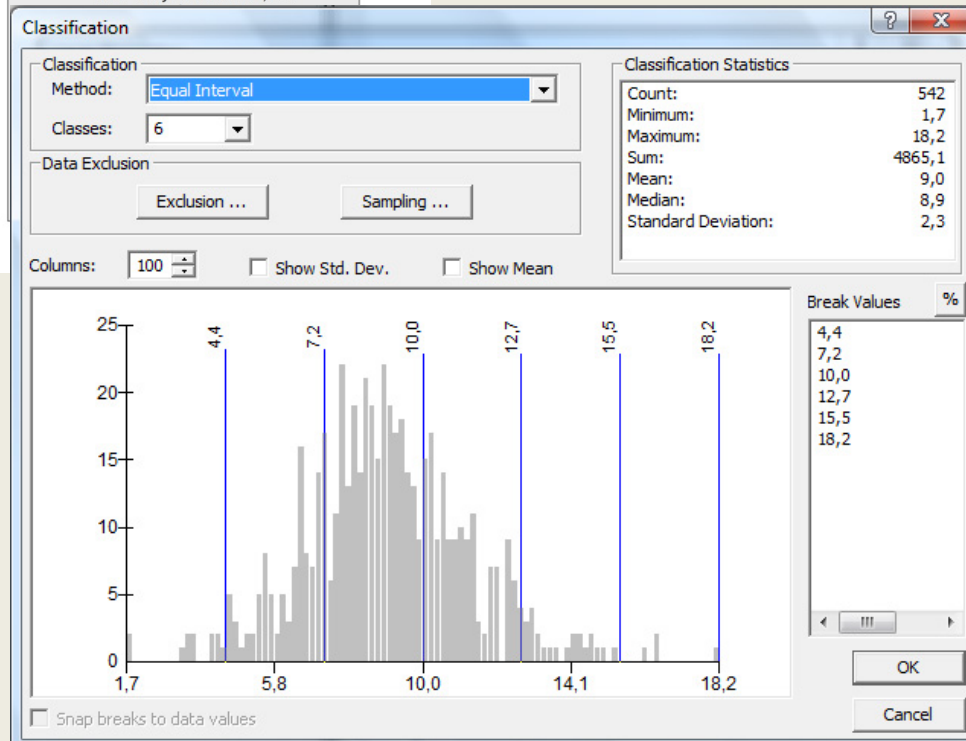 Classification
Classification
Method: Equal Interval
Classes: 6
Data Exclusion
Exclusion ...
Sampling ...
Classification Statistics
Count: 542
Minimum: 1,7
Maximum: 18,2
Sum: 4865,1
Mean: 9,0
Median: 8,9
Standard Deviation: 2,3
Columns: 100
Show Std. Dev.
Show Mean
Break Values
%
4,4
7,2
10,0
12,7
15,5
18,2
25
20
15
10
5
0
4,4
7,2
10,0
12,7
15,5
18,2
1,7
5,8
10,0
14,1
18,2
Snap breaks to data values
OK
Cancel